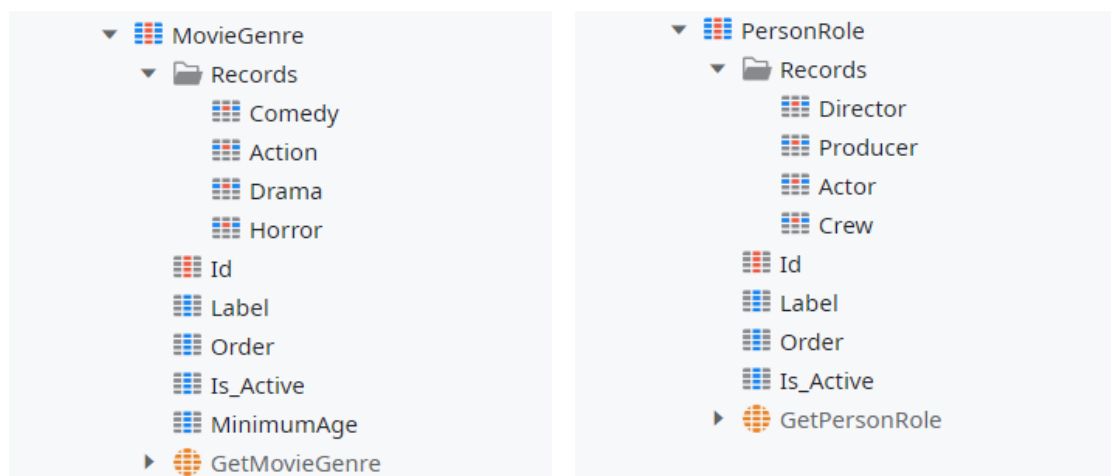 MovieGenre
Records
Comedy
Action
Drama
Horror
Id
Label
Order
Is_Active
MinimumAge
GetMovieGenre
PersonRole
Records
Director
Producer
Actor
Crew
Id
Label
Order
Is_Active
GetPersonRole